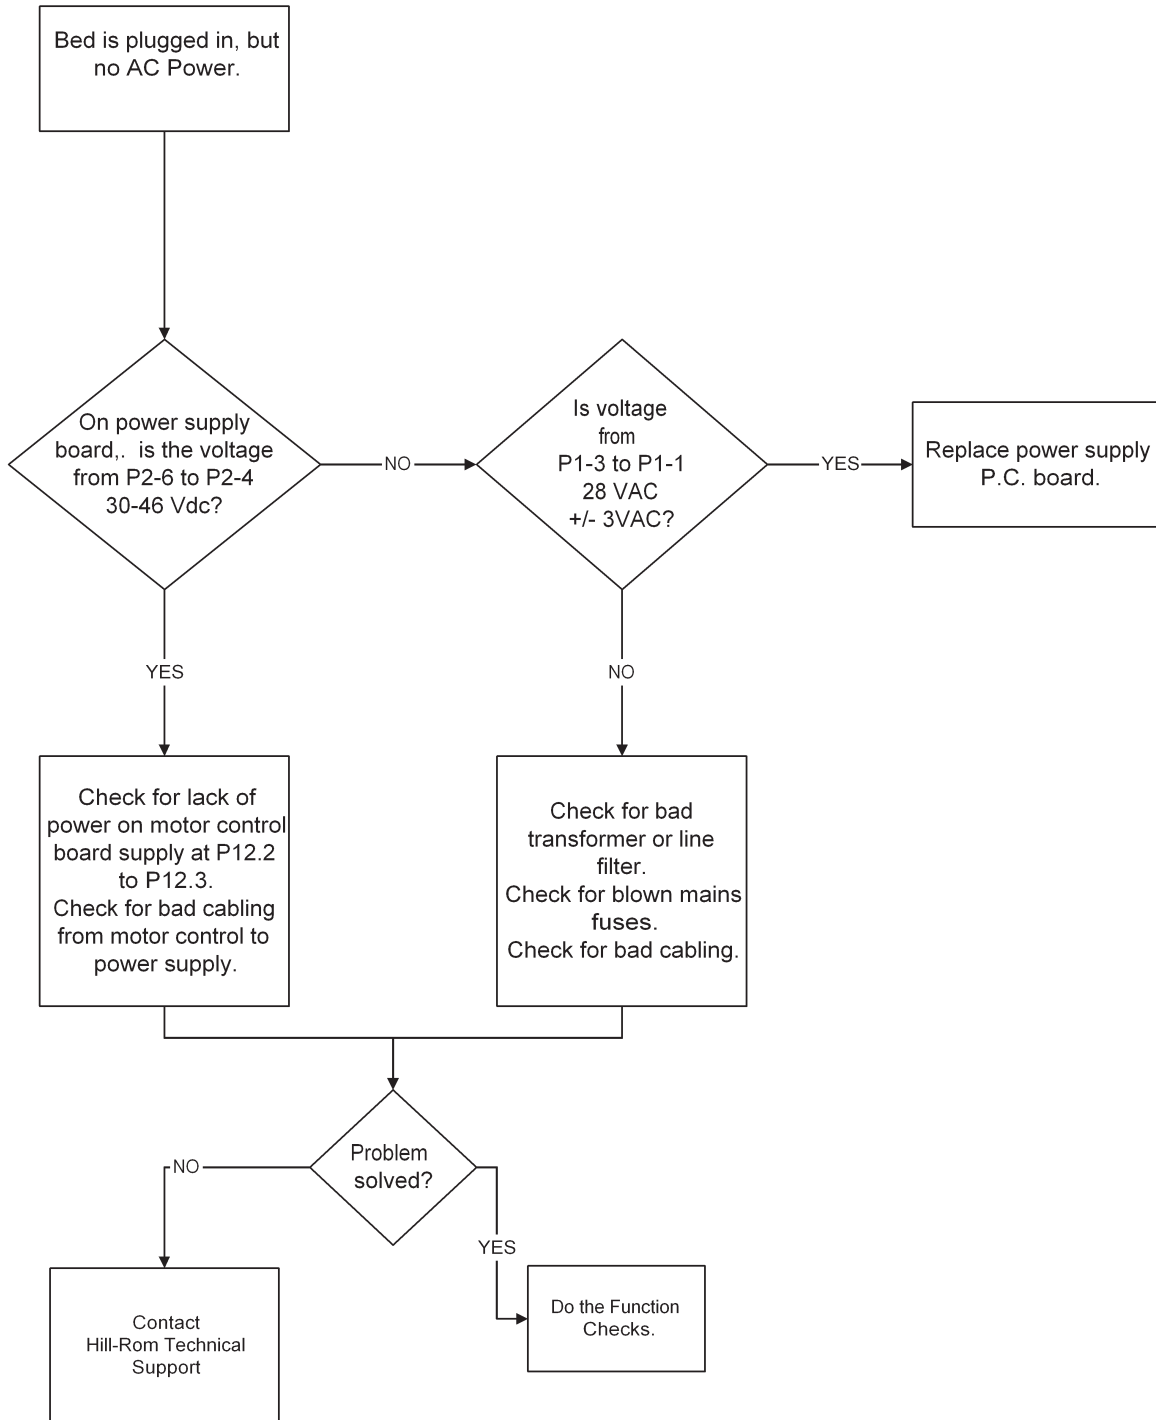 Bed is plugged in, but
no AC Power.
On power supply
board,.  is the voltage
from P2-6 to P2-4
30-46 Vdc?
NO
Is voltage
from
P1-3 to P1-1
28 VAC
+/- 3VAC?
YES
Replace power supply
P.C. board.
YES
NO
Check for lack of
power on motor control
board supply at P12.2
to P12.3.
Check for bad cabling
from motor control to
power supply.
Check for bad
transformer or line
filter.
Check for blown mains
fuses.
Check for bad cabling.
Problem
solved?
NO
YES
Contact
Hill-Rom Technical
Support
Do the Function
Checks.